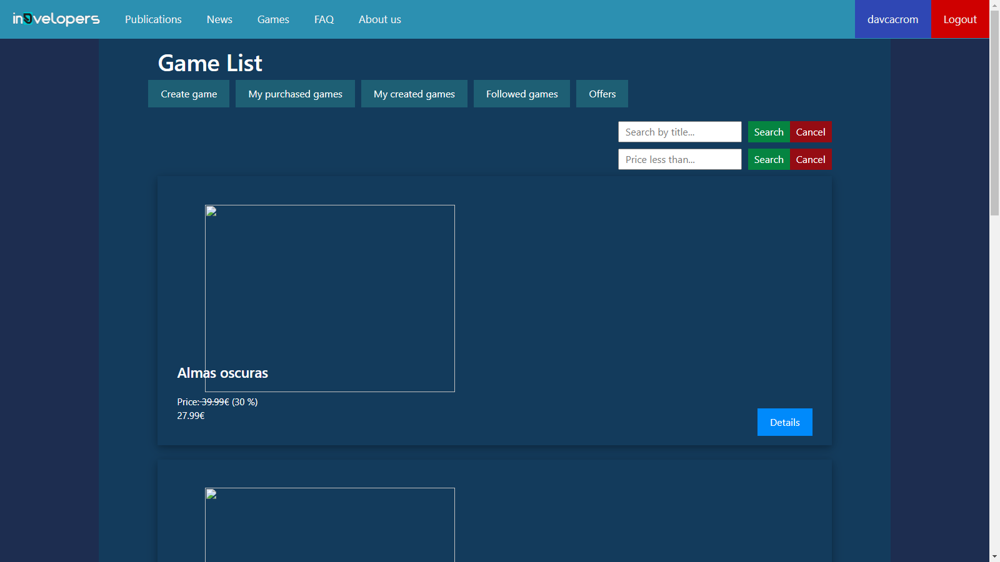 inDvelopers Publications News Games FAQ About us davcacrom Logout
Game List
Create game My purchased games My created games Followed games Offers
Search by title... Search Cancel
Price less than... Search Cancel
Almas oscuras
Price: 39.99€ (30 %)
27.99€
Details